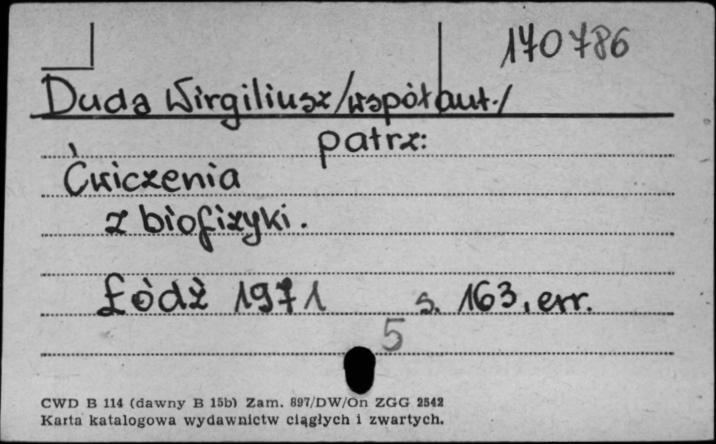 170786
Duda Wirgiliusz /współaut./
patrz:
Ćwiczenia
z biofizyki.
Łódź 1971 s. 163, err.
5
CWD B 114 (dawny B 15b) Zam. 897/DW/On ZGG 2542
Karta katalogowa wydawnictw ciągłych i zwartych.